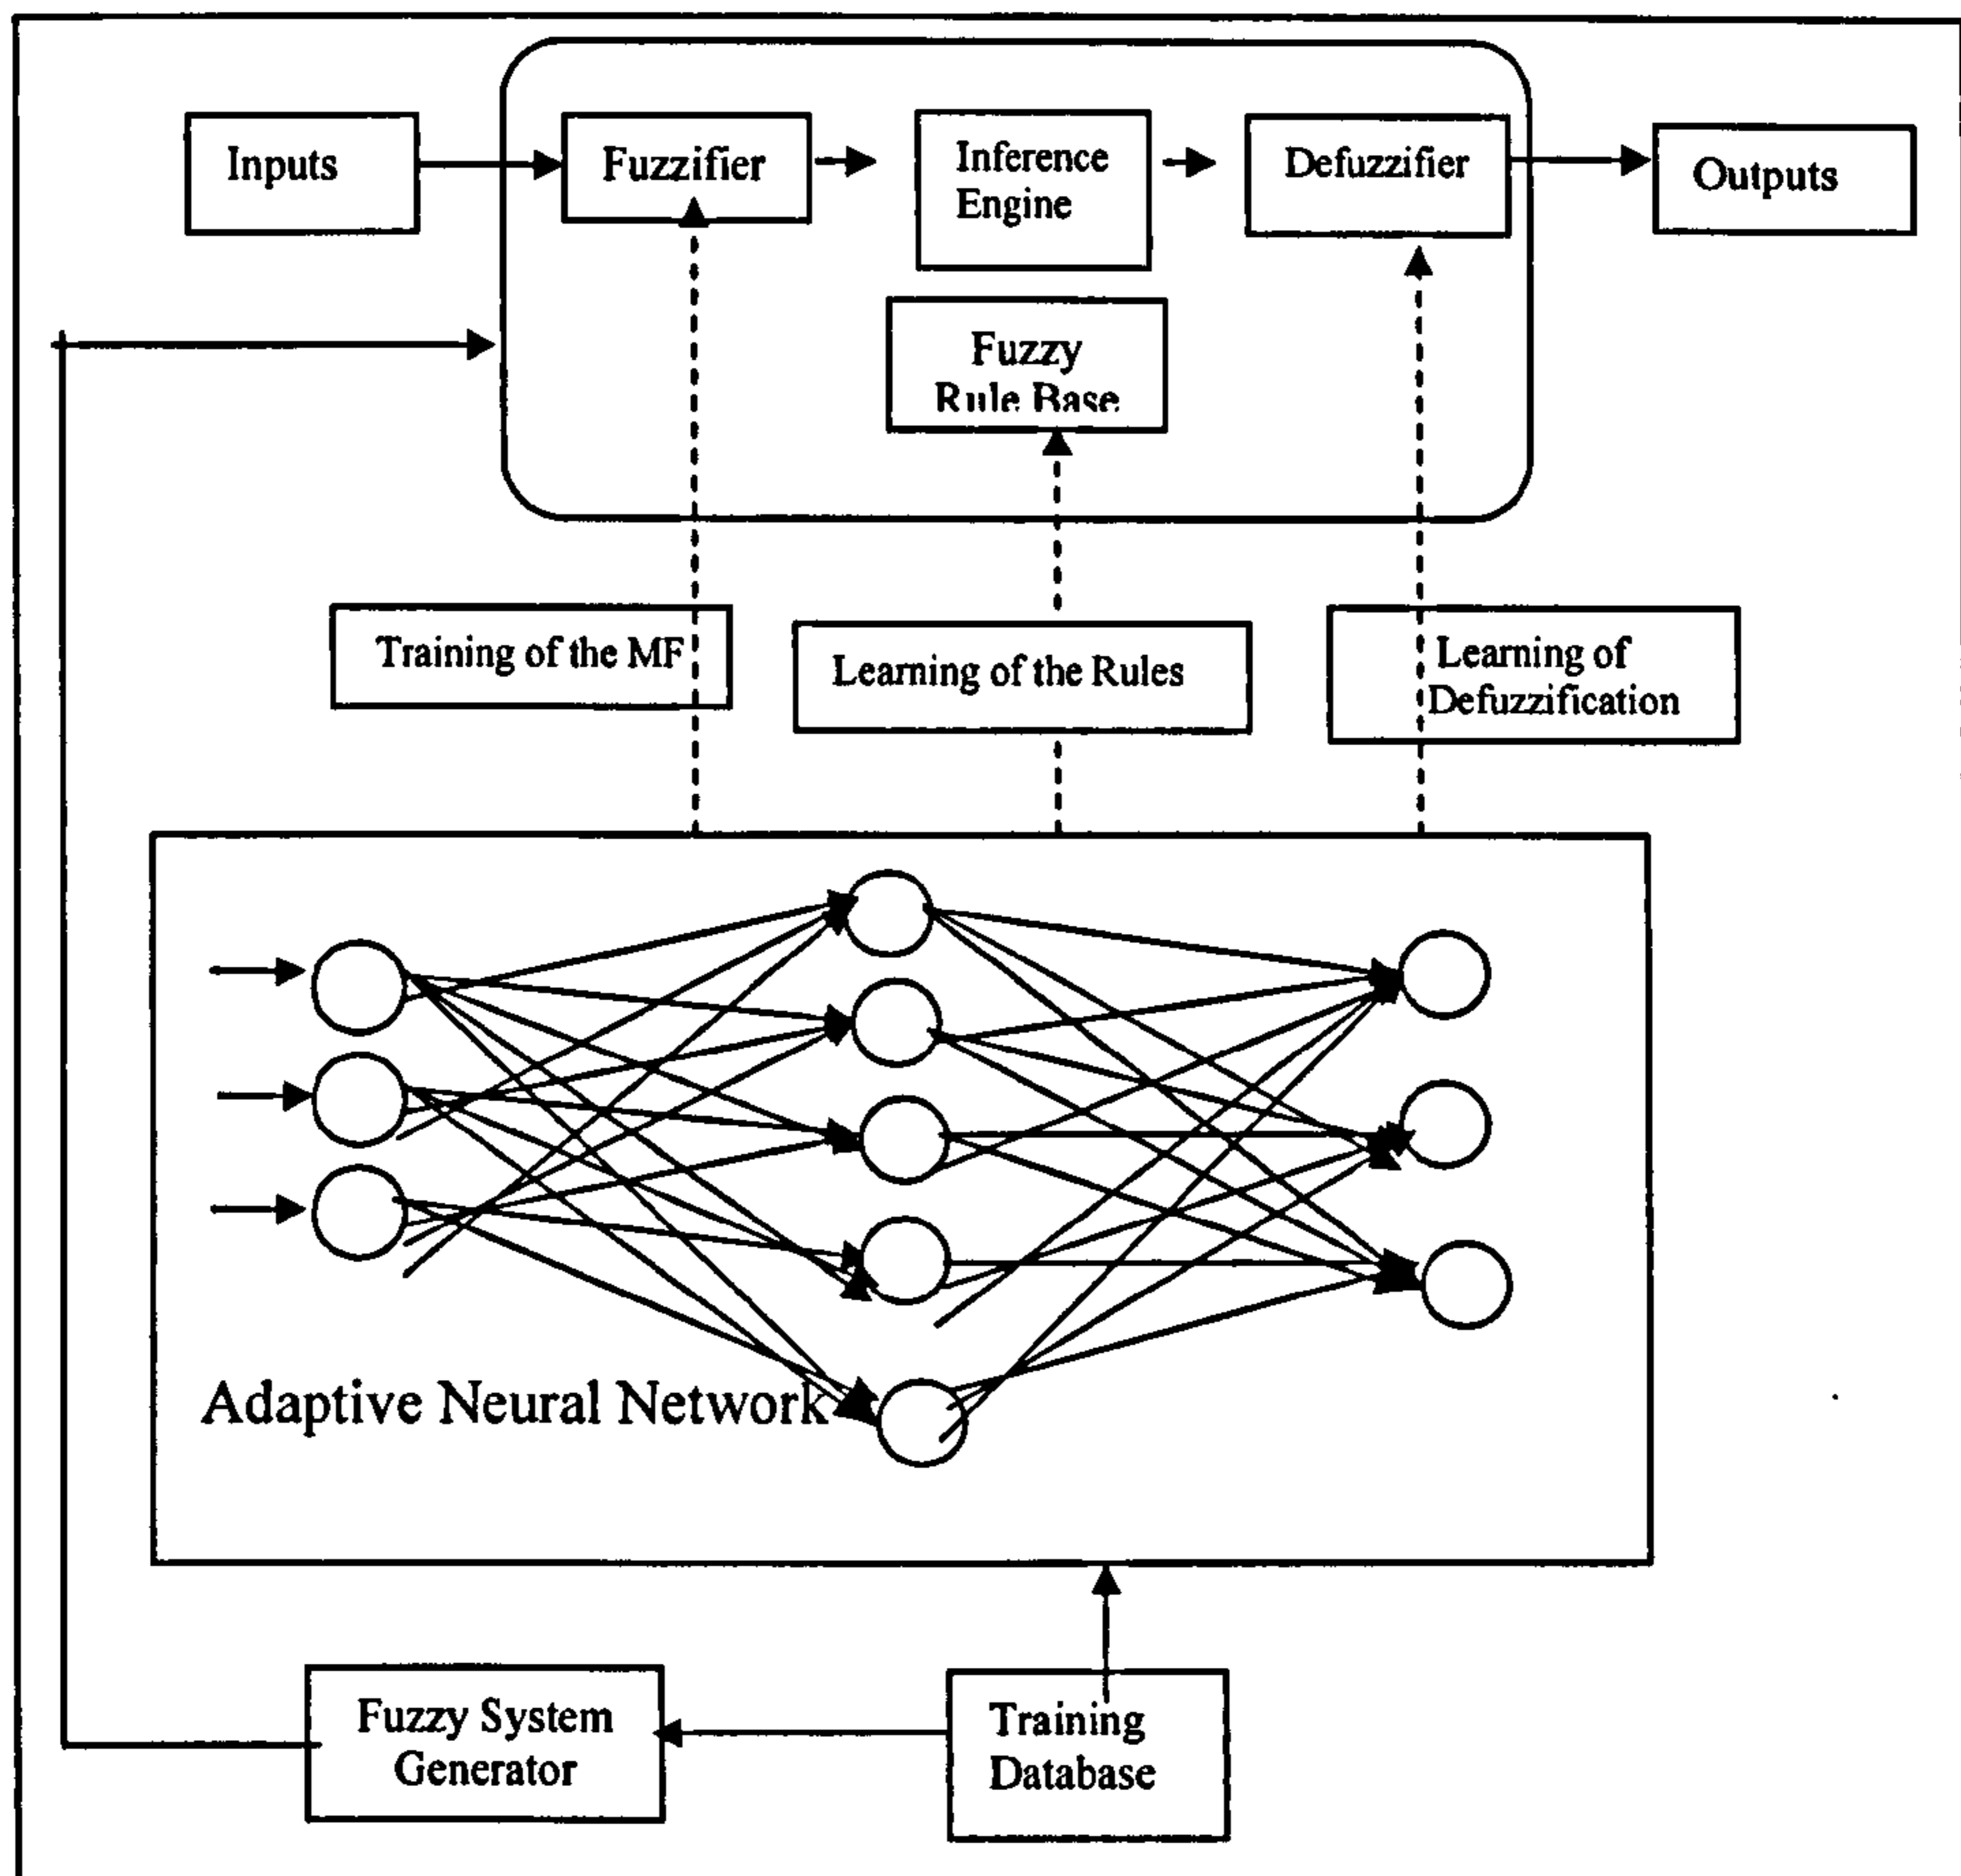 Inputs
Fuzzifier
Inference
Engine
Defuzzifier
Outputs
Fuzzy
Rule Base
Training of the MF
Learning of the Rules
Learning of
Defuzzification
Adaptive Neural Network
Fuzzy System
Generator
Training
Database